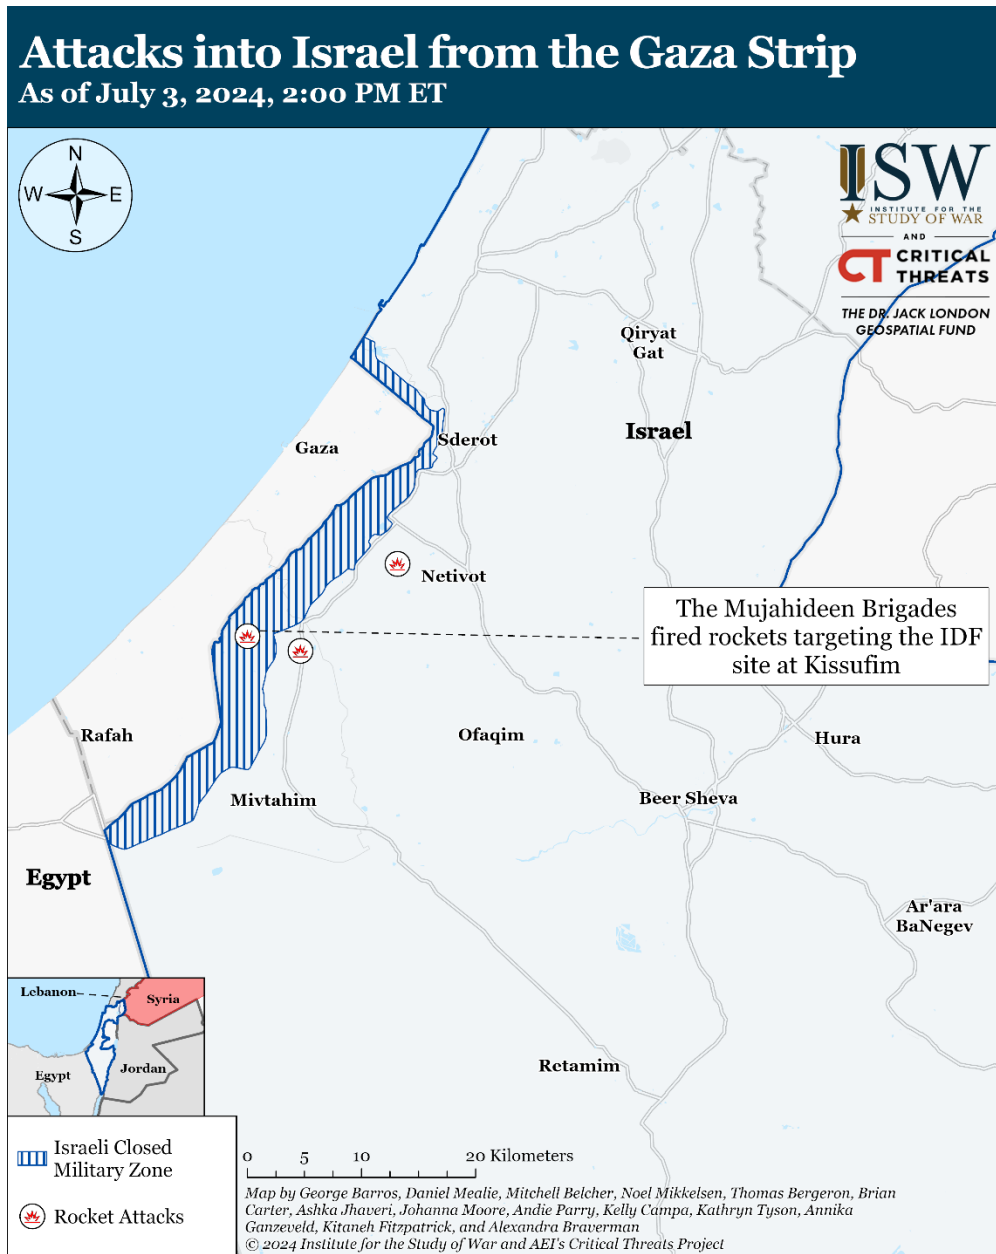 Attacks into Israel from the Gaza Strip
As of July 3, 2024, 2:00 PM ET
N
W
E
S
ISW
INSTITUTE FOR THE
STUDY OF WAR
AND
CT CRITICAL
THREATS
THE DR. JACK LONDON
GEOSPATIAL FUND
Qiryat
Gat
Israel
Sderot
Gaza
Netivot
The Mujahideen Brigades
fired rockets targeting the IDF
site at Kissufim
Rafah
Ofaqim
Hura
Mivtahim
Beer Sheva
Egypt
Ar'ara
BaNegev
Lebanon
Syria
Egypt
Jordan
Retamim
Israeli Closed
Military Zone
Rocket Attacks
0 5 10 20 Kilometers
Map by George Barros, Daniel Mealie, Mitchell Belcher, Noel Mikkelsen, Thomas Bergeron, Brian
Carter, Ashka Jhaveri, Johanna Moore, Andie Parry, Kelly Campa, Kathryn Tyson, Annika
Ganzeveld, Kitaneh Fitzpatrick, and Alexandra Braverman
© 2024 Institute for the Study of War and AEI's Critical Threats Project